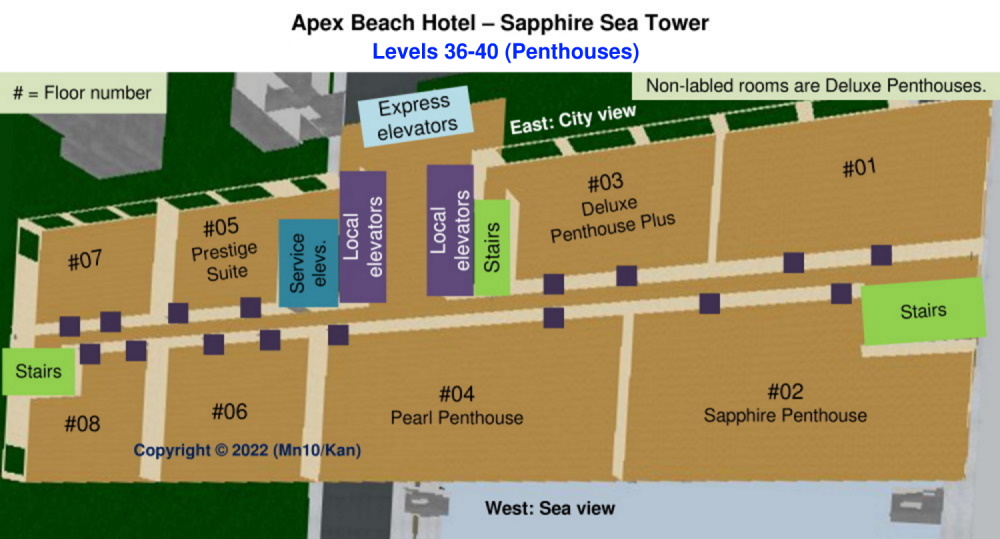 Apex Beach Hotel – Sapphire Sea Tower
Levels 36-40 (Penthouses)
# = Floor number
Non-labled rooms are Deluxe Penthouses.
Express
elevators
East: City view
#01
#03
Deluxe
Penthouse Plus
Local
elevators
Local
elevators
Stairs
#05
Prestige
Suite
Service
elevs.
#07
Stairs
Stairs
#08
#06
#04
Pearl Penthouse
#02
Sapphire Penthouse
Copyright © 2022 (Mn10/Kan)
West: Sea view